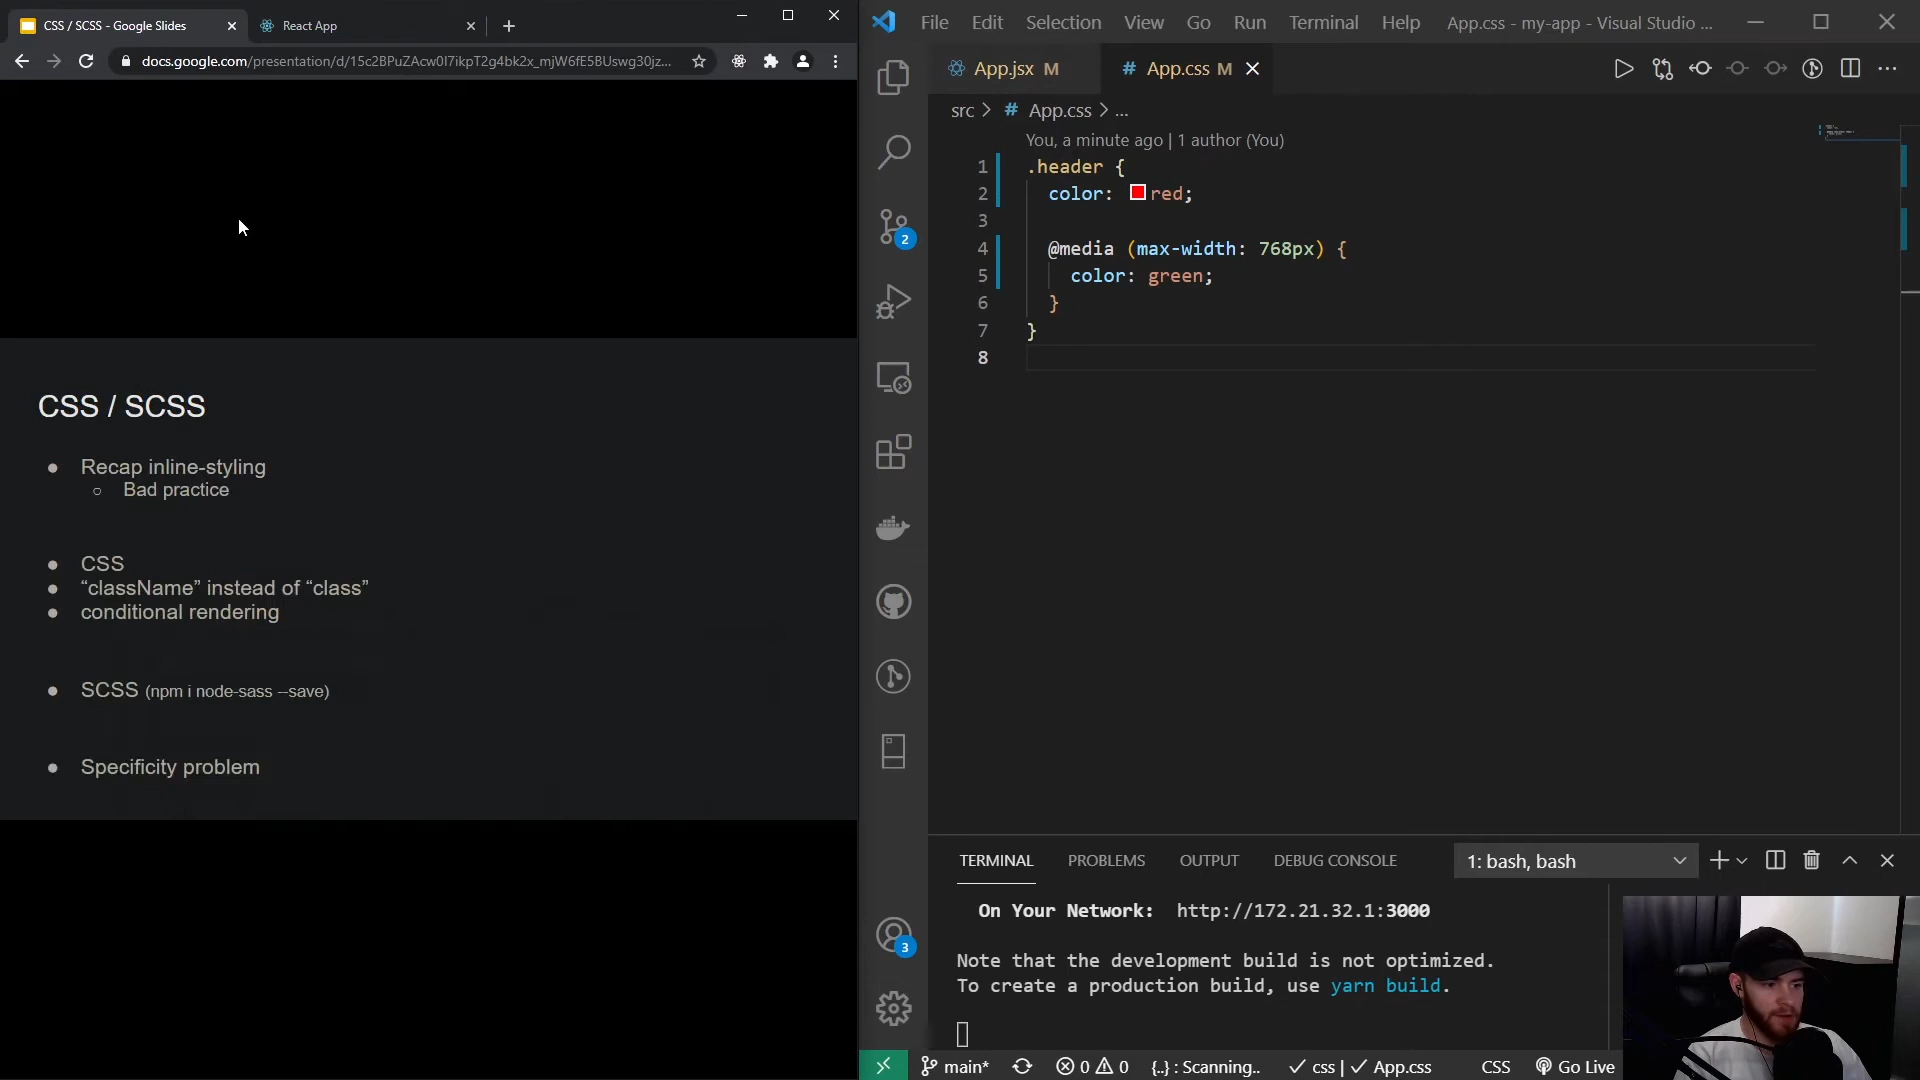 CSS / SCSS - Google Slides
React App
docs.google.com/presentation/d/15c2BPuZAcw0I7ikpT2g4bk2x_mjW6fE5BUswg30jz...
CSS / SCSS
Recap inline-styling
Bad practice
CSS
“className” instead of “class”
conditional rendering
SCSS (npm i node-sass --save)
Specificity problem
File Edit Selection View Go Run Terminal Help App.css - my-app - Visual Studio ...
App.jsx M
# App.css M
src > # App.css > ...
You, a minute ago | 1 author (You)
1 .header {
2 color: red;
3
4 @media (max-width: 768px) {
5 color: green;
6 }
7 }
8
2
3
TERMINAL PROBLEMS OUTPUT DEBUG CONSOLE 1: bash, bash
On Your Network: http://172.21.32.1:3000
Note that the development build is not optimized.
To create a production build, use yarn build.
main* 0 0 {..} : Scanning.. css | App.css CSS Go Live